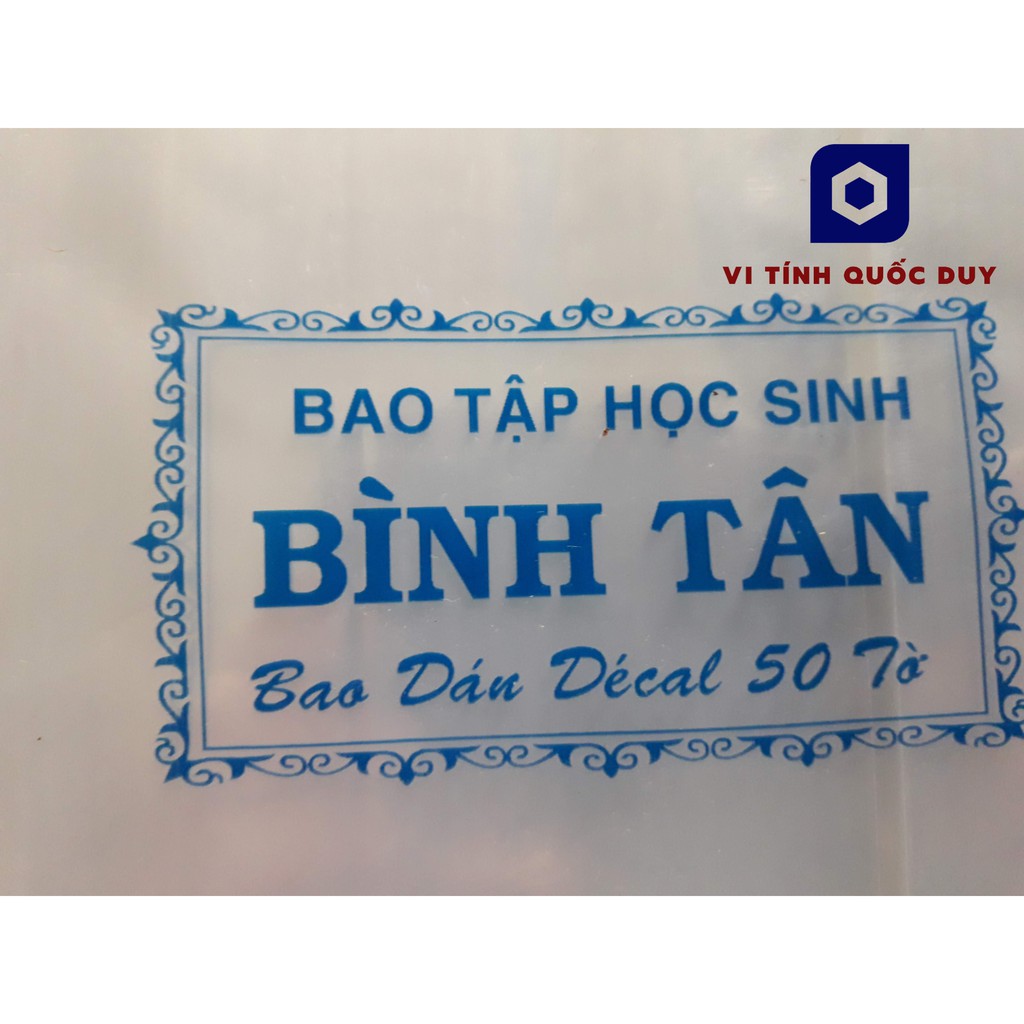 VI TÍNH QUỐC DUY
BAO TẬP HỌC SINH
BÌNH TÂN
Bao Dán Décal 50 Tờ